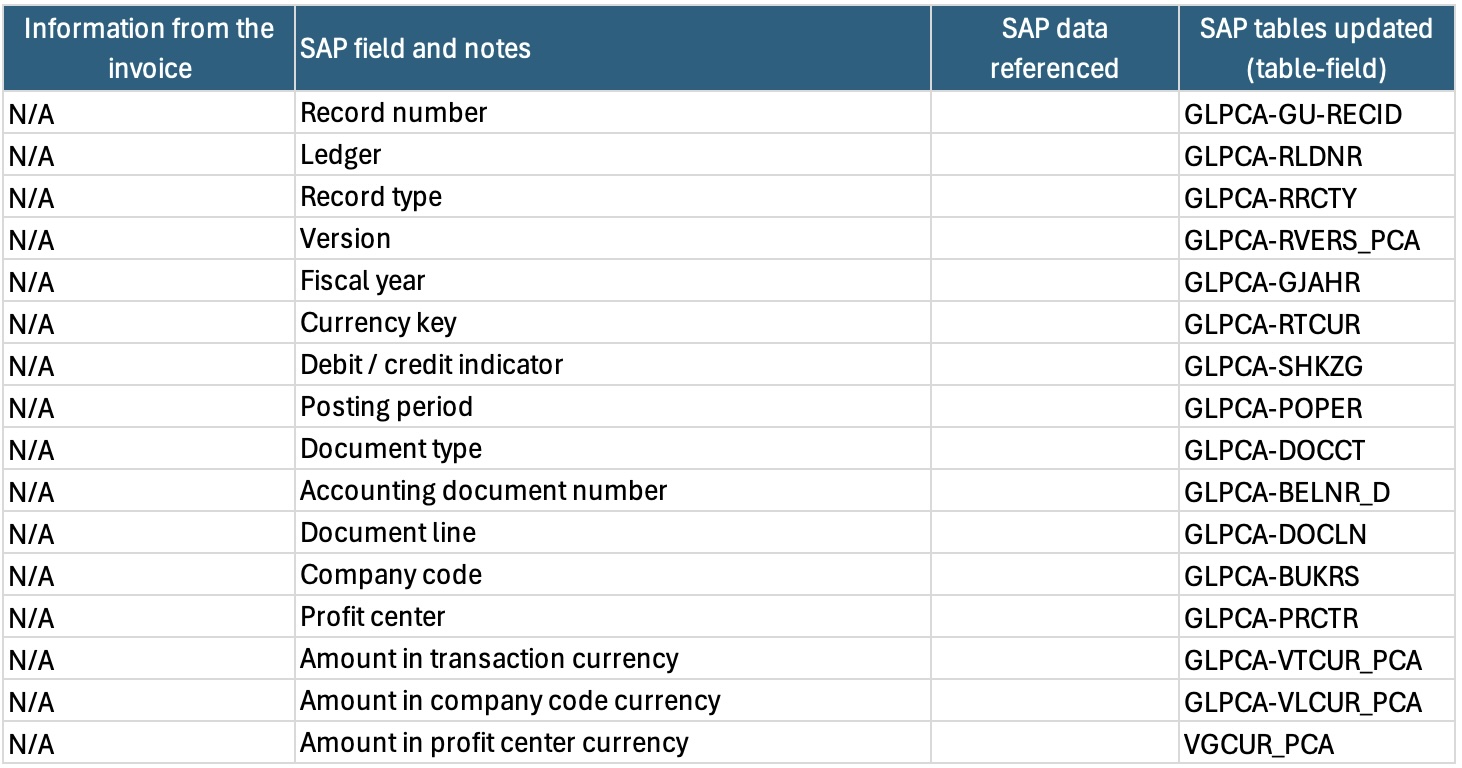 Information from the invoice | SAP field and notes | SAP data referenced | SAP tables updated (table-field)
N/A | Record number | | GLPCA-GU-RECID
N/A | Ledger | | GLPCA-RLDNR
N/A | Record type | | GLPCA-RRCTY
N/A | Version | | GLPCA-RVERS_PCA
N/A | Fiscal year | | GLPCA-GJAHR
N/A | Currency key | | GLPCA-RTCUR
N/A | Debit / credit indicator | | GLPCA-SHKZG
N/A | Posting period | | GLPCA-POPER
N/A | Document type | | GLPCA-DOCCT
N/A | Accounting document number | | GLPCA-BELNR_D
N/A | Document line | | GLPCA-DOCLN
N/A | Company code | | GLPCA-BUKRS
N/A | Profit center | | GLPCA-PRCTR
N/A | Amount in transaction currency | | GLPCA-VTCUR_PCA
N/A | Amount in company code currency | | GLPCA-VLCUR_PCA
N/A | Amount in profit center currency | | VGCUR_PCA